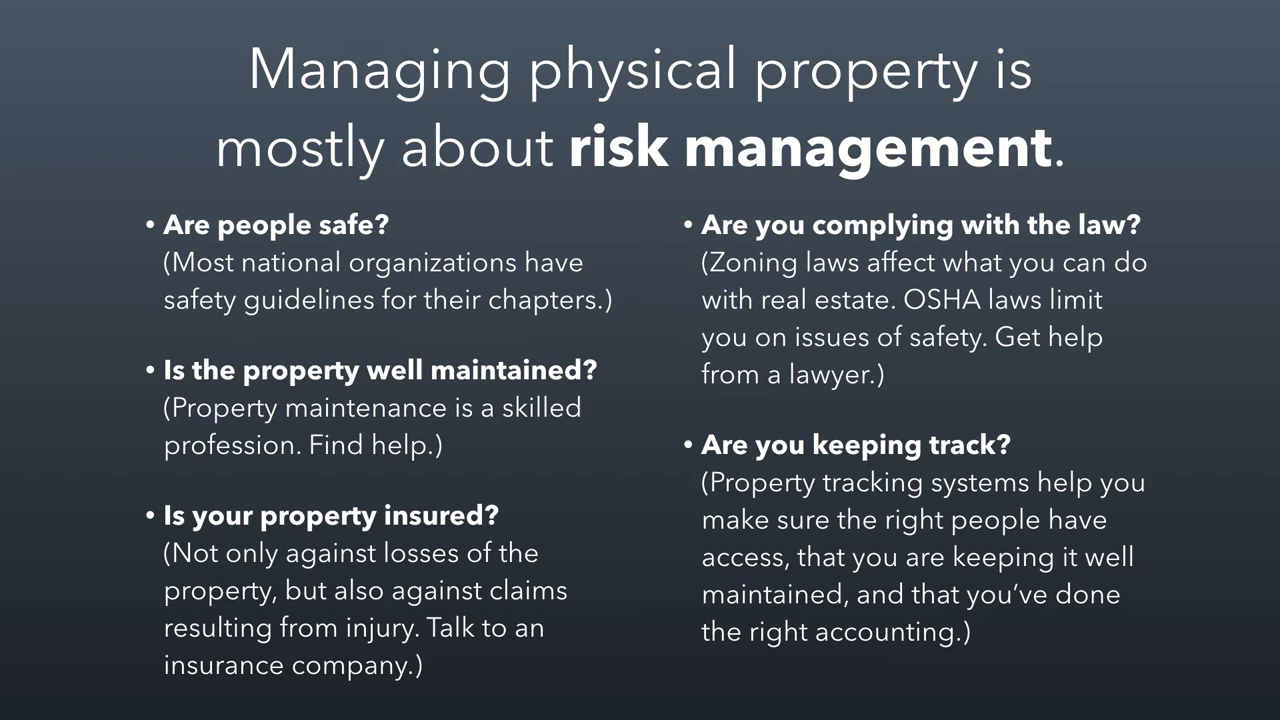 Managing physical property is
mostly about risk management.
• Are people safe?
(Most national organizations have
safety guidelines for their chapters.)
• Is the property well maintained?
(Property maintenance is a skilled
profession. Find help.)
• Is your property insured?
(Not only against losses of the
property, but also against claims
resulting from injury. Talk to an
insurance company.)
• Are you complying with the law?
(Zoning laws affect what you can do
with real estate. OSHA laws limit
you on issues of safety. Get help
from a lawyer.)
• Are you keeping track?
(Property tracking systems help you
make sure the right people have
access, that you are keeping it well
maintained, and that you’ve done
the right accounting.)